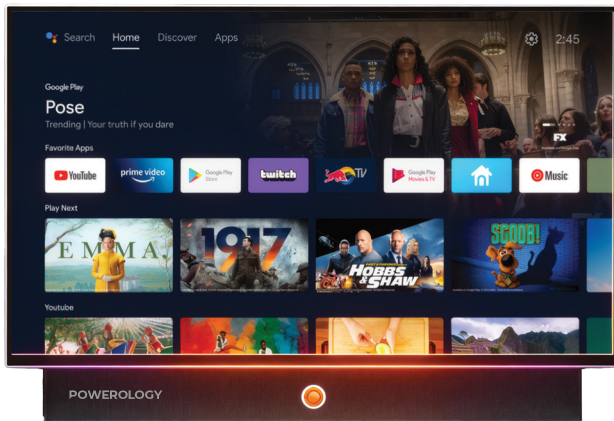 Search Home Discover Apps 2:45
Google Play
Pose
Trending | Your truth if you dare
FX
Favorite Apps
YouTube prime video Google Play Store twitch TV Google Play Movies & TV Music
Play Next
EMMA. 1917 HOBBS & SHAW SCOOB!
Youtube
POWEROLOGY